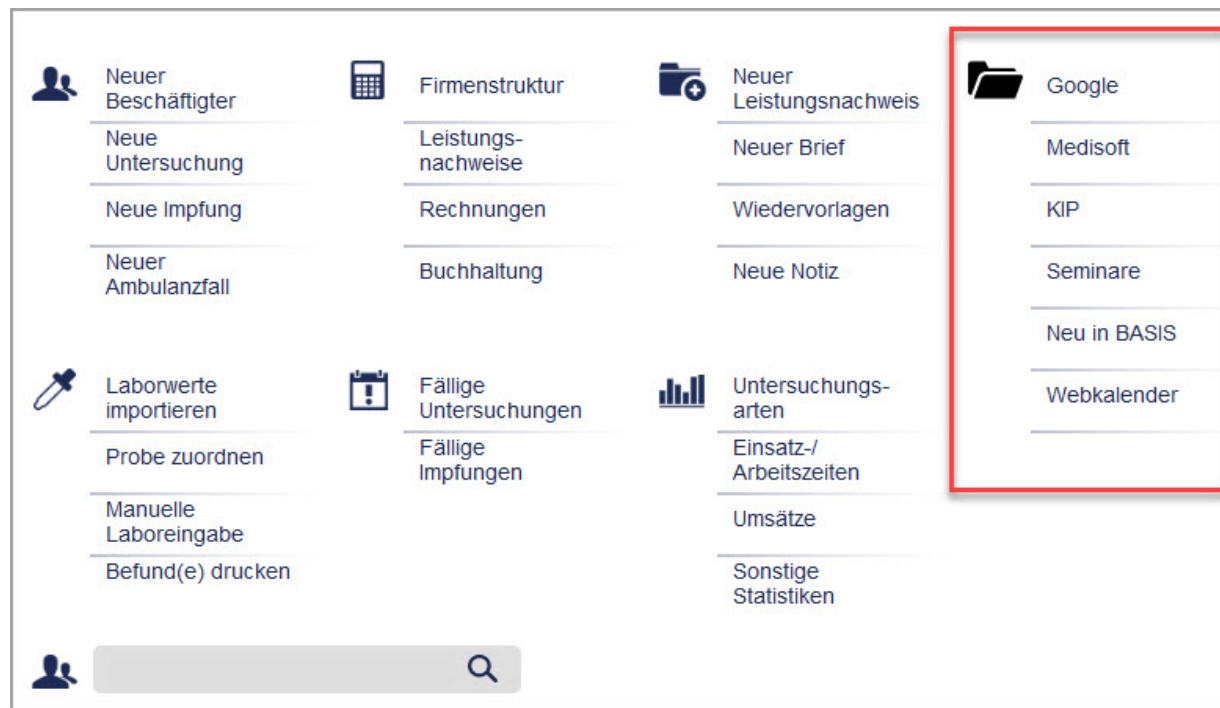 Neuer
Beschäftigter
Neue
Untersuchung
Neue Impfung
Neuer
Ambulanzfall
Firmenstruktur
Leistungs-
nachweise
Rechnungen
Buchhaltung
Neuer
Leistungsnachweis
Neuer Brief
Wiedervorlagen
Neue Notiz
Google
Medisoft
KIP
Seminare
Neu in BASIS
Webkalender
Laborwerte
importieren
Probe zuordnen
Manuelle
Laboreingabe
Befund(e) drucken
Fällige
Untersuchungen
Fällige
Impfungen
Untersuchungs-
arten
Einsatz-/
Arbeitszeiten
Umsätze
Sonstige
Statistiken